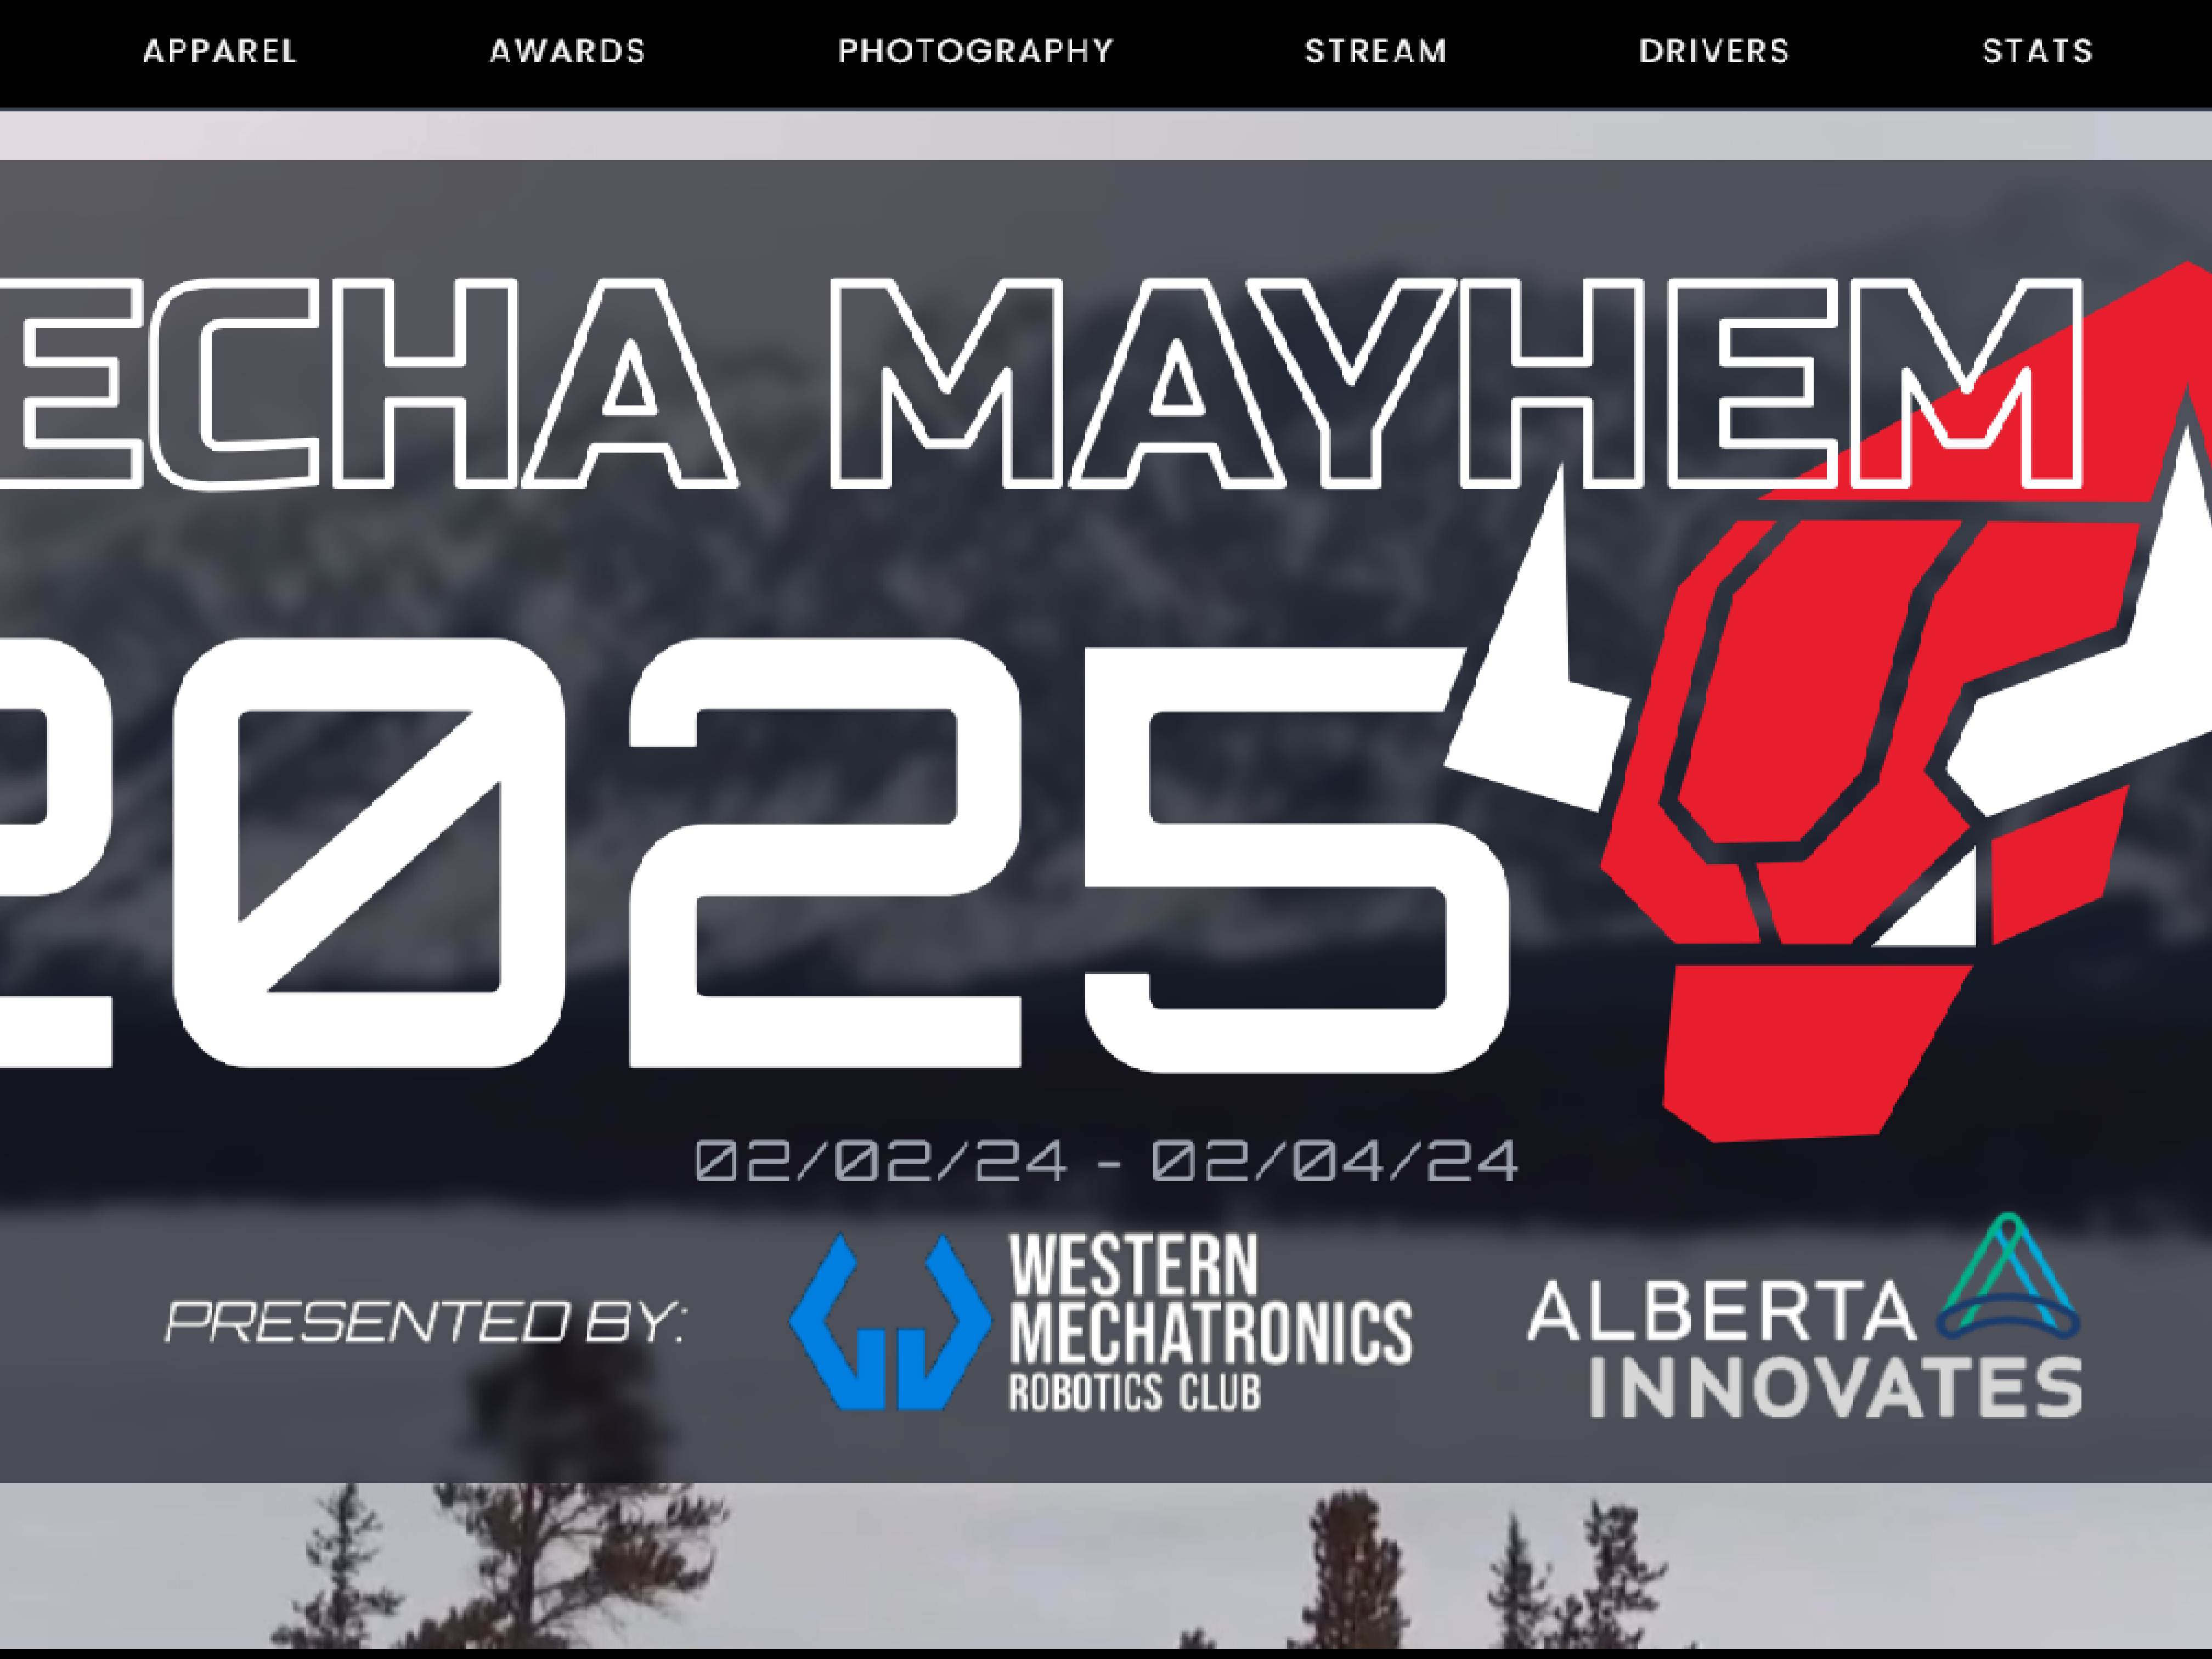 APPAREL AWARDS PHOTOGRAPHY STREAM DRIVERS STATS
ECHA MAYHEM
2025
02/02/24 - 02/04/24
PRESENTED BY:
WESTERN
MECHATRONICS
ROBOTICS CLUB
ALBERTA
INNOVATES